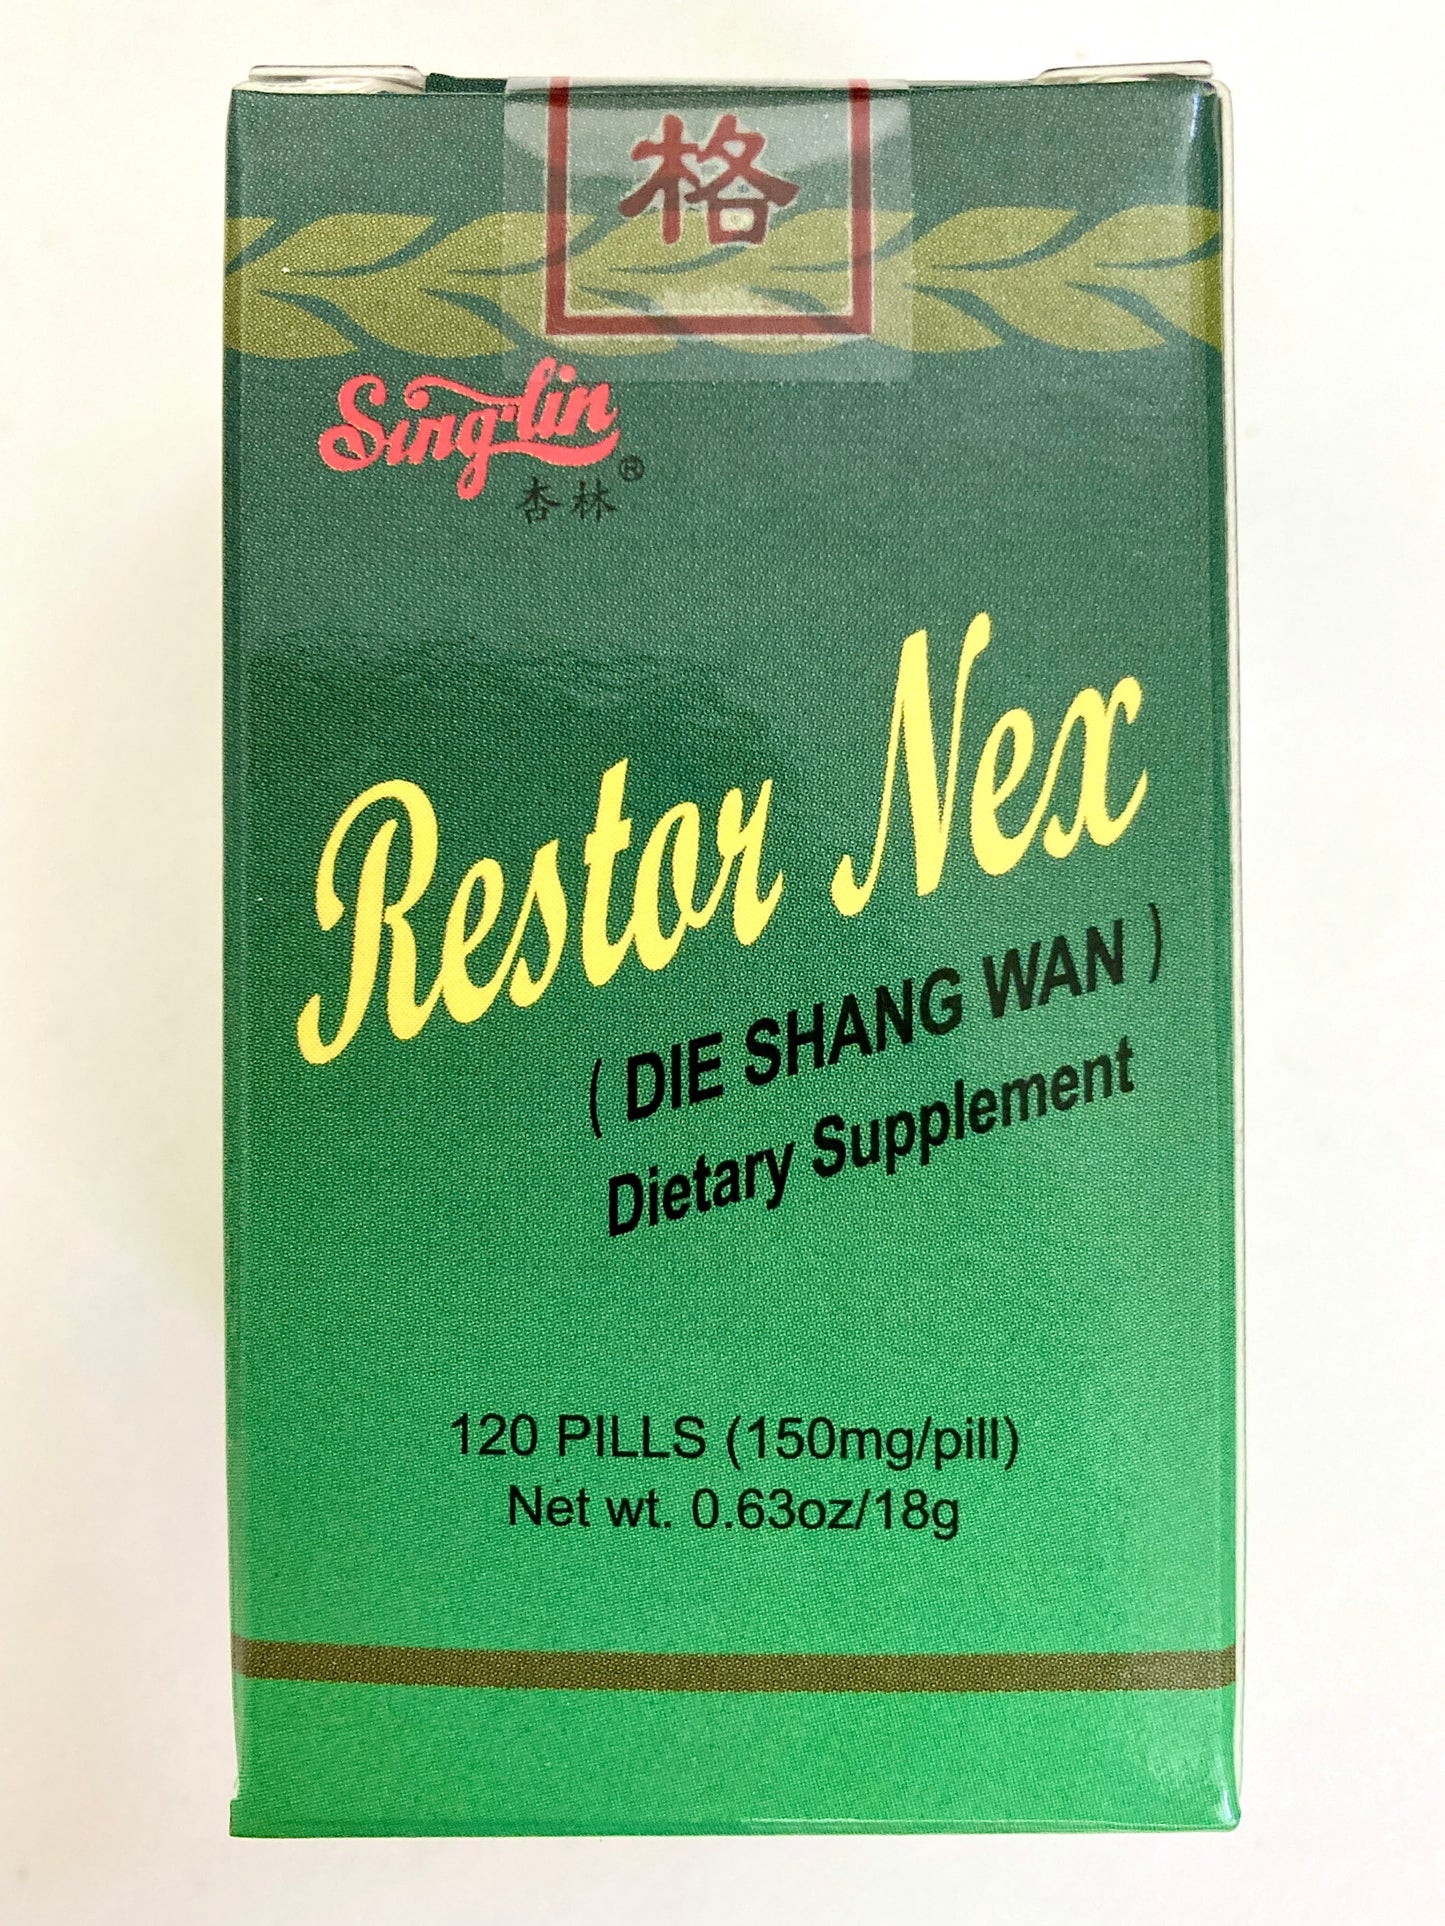 格
Sing-lin
杏林®
Restor Nex
( DIE SHANG WAN )
Dietary Supplement
120 PILLS (150mg/pill)
Net wt. 0.63oz/18g